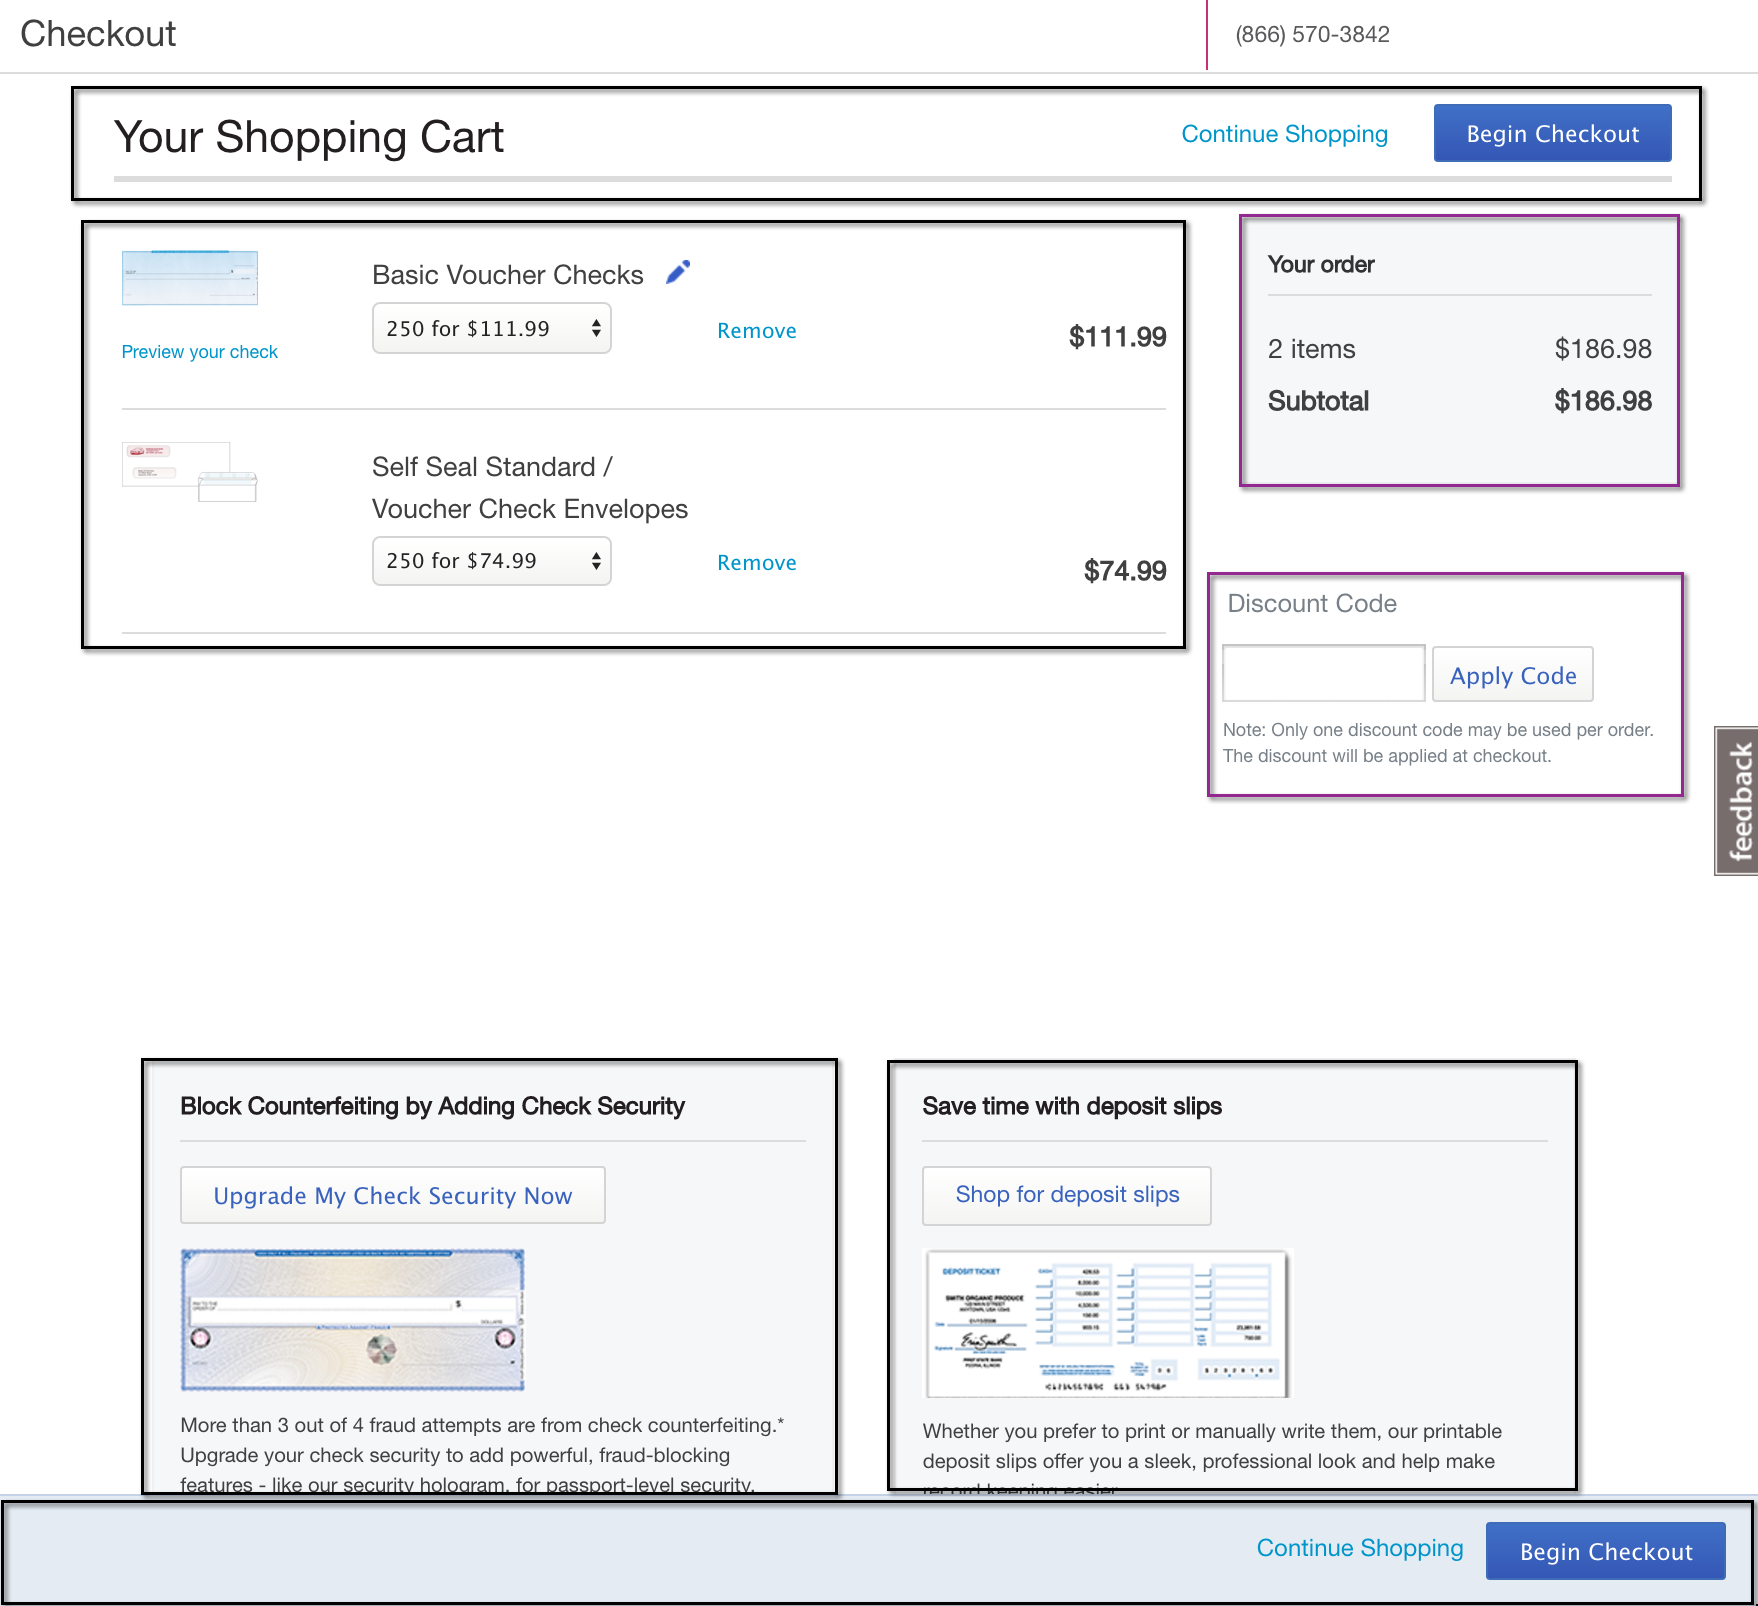 Checkout
(866) 570-3842
Your Shopping Cart
Continue Shopping
Begin Checkout
Basic Voucher Checks
250 for $111.99
Remove
$111.99
Preview your check
Self Seal Standard /
Voucher Check Envelopes
250 for $74.99
Remove
$74.99
Your order
2 items $186.98
Subtotal $186.98
Discount Code
Apply Code
Note: Only one discount code may be used per order.
The discount will be applied at checkout.
feedback
Block Counterfeiting by Adding Check Security
Upgrade My Check Security Now
$
DOLLARS
More than 3 out of 4 fraud attempts are from check counterfeiting.*
Upgrade your check security to add powerful, fraud-blocking
features - like our security hologram, for passport-level security.
Save time with deposit slips
Shop for deposit slips
DEPOSIT TICKET
SMITH ORGANIC PRODUCE
Whether you prefer to print or manually write them, our printable
deposit slips offer you a sleek, professional look and help make
record keeping easier
Continue Shopping
Begin Checkout